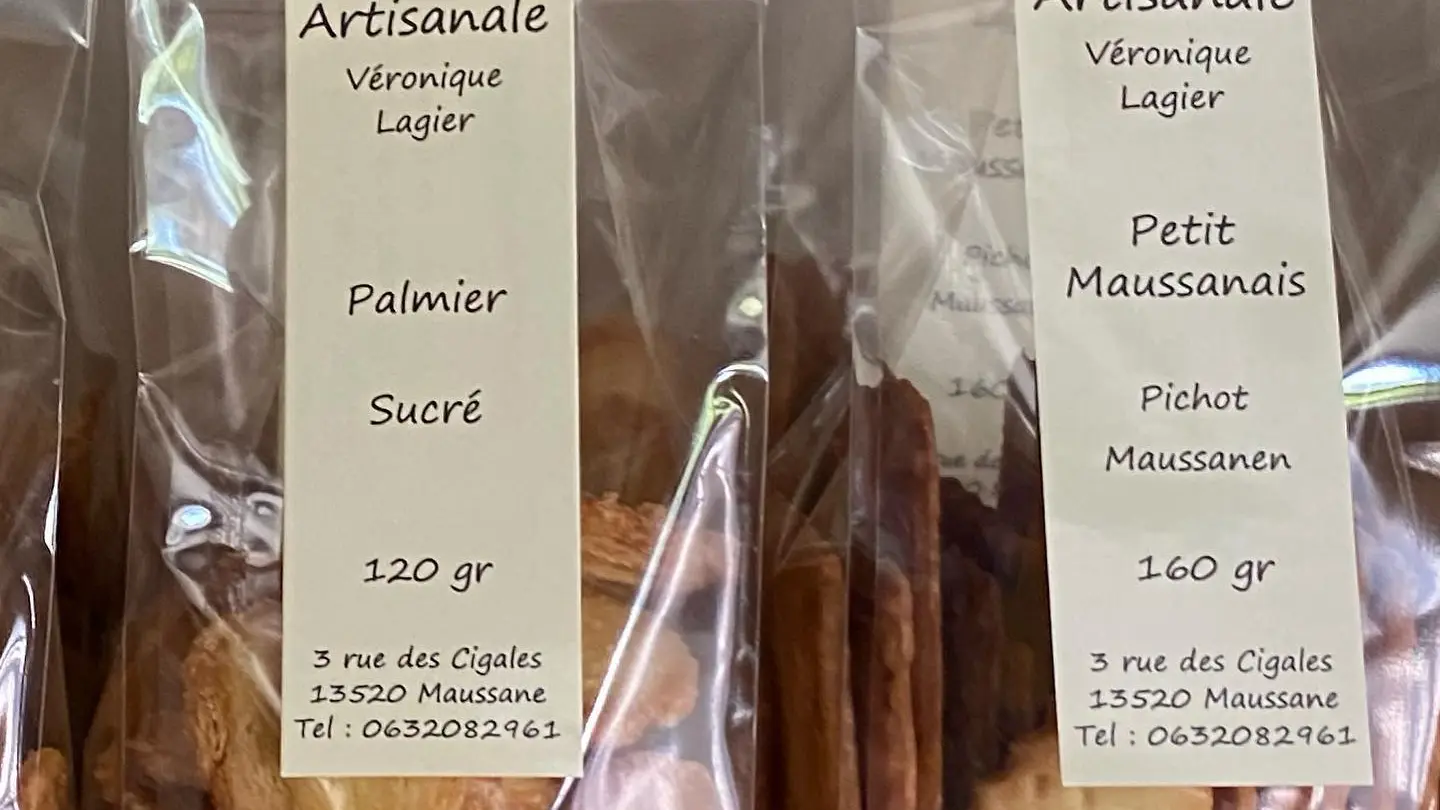 Artisanale
Véronique
Lagier
Palmier
Sucré
120 gr
3 rue des Cigales
13520 Maussane
Tel : 0632082961
Artisanale
Véronique
Lagier
Petit
Maussanais
Pichot
Maussanen
160 gr
3 rue des Cigales
13520 Maussane
Tel : 0632082961